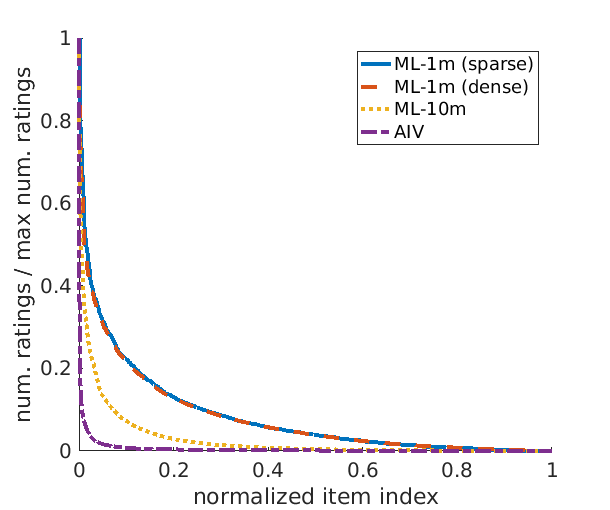 num. ratings / max num. ratings
1
0.8
0.6
0.4
0.2
0
ML-1m (sparse)
ML-1m (dense)
ML-10m
AIV
0 0.2 0.4 0.6 0.8 1
normalized item index